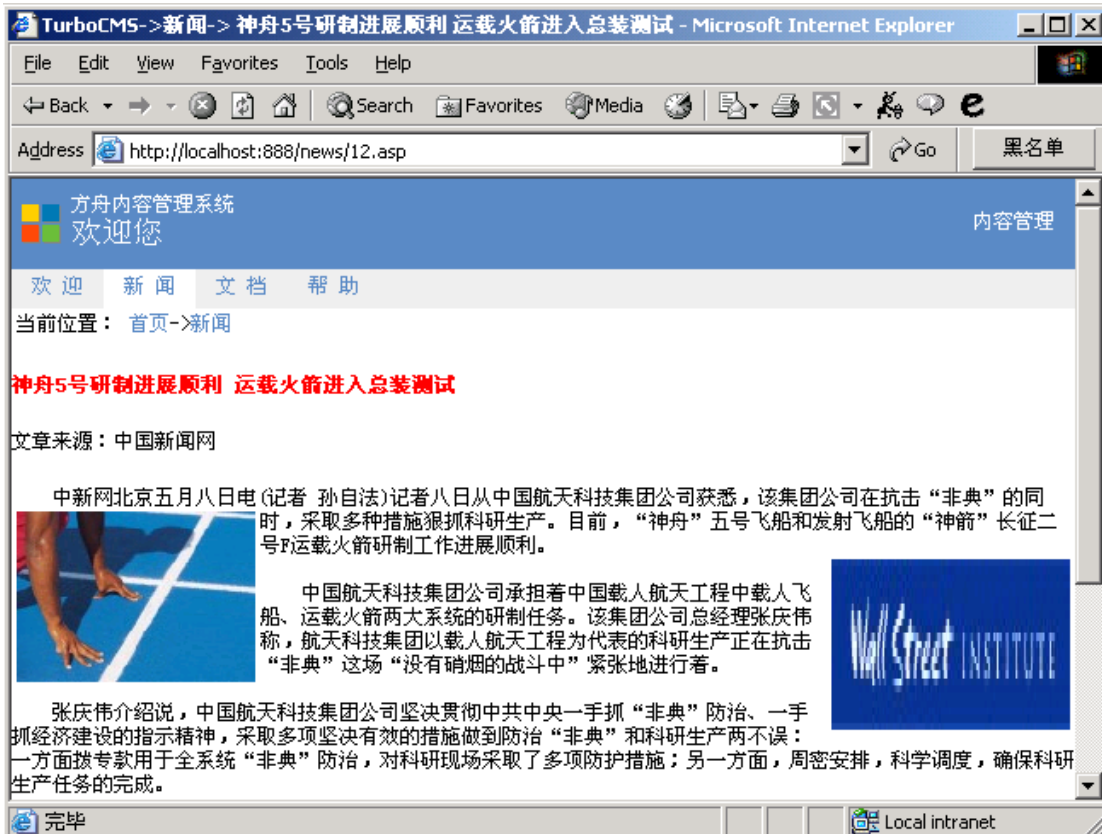 TurboCMS->新闻-> 神舟5号研制进展顺利 运载火箭进入总装测试 - Microsoft Internet Explorer
File Edit View Favorites Tools Help
Back Search Favorites Media
Address http://localhost:888/news/12.asp Go 黑名单
方舟内容管理系统
欢迎您
内容管理
欢 迎 新 闻 文 档 帮 助
当前位置： 首页->新闻
神舟5号研制进展顺利 运载火箭进入总装测试
文章来源：中国新闻网
中新网北京五月八日电(记者 孙自法)记者八日从中国航天科技集团公司获悉，该集团公司在抗击“非典”的同
时，采取多种措施狠抓科研生产。目前，“神舟”五号飞船和发射飞船的“神箭”长征二
号F运载火箭研制工作进展顺利。
中国航天科技集团公司承担着中国载人航天工程中载人飞
船、运载火箭两大系统的研制任务。该集团公司总经理张庆伟
称，航天科技集团以载人航天工程为代表的科研生产正在抗击
“非典”这场“没有硝烟的战斗中”紧张地进行着。
Wall Street INSTITUTE
张庆伟介绍说，中国航天科技集团公司坚决贯彻中共中央一手抓“非典”防治、一手
抓经济建设的指示精神，采取多项坚决有效的措施做到防治“非典”和科研生产两不误：
一方面拨专款用于全系统“非典”防治，对科研现场采取了多项防护措施；另一方面，周密安排，科学调度，确保科研
生产任务的完成。
完毕 Local intranet